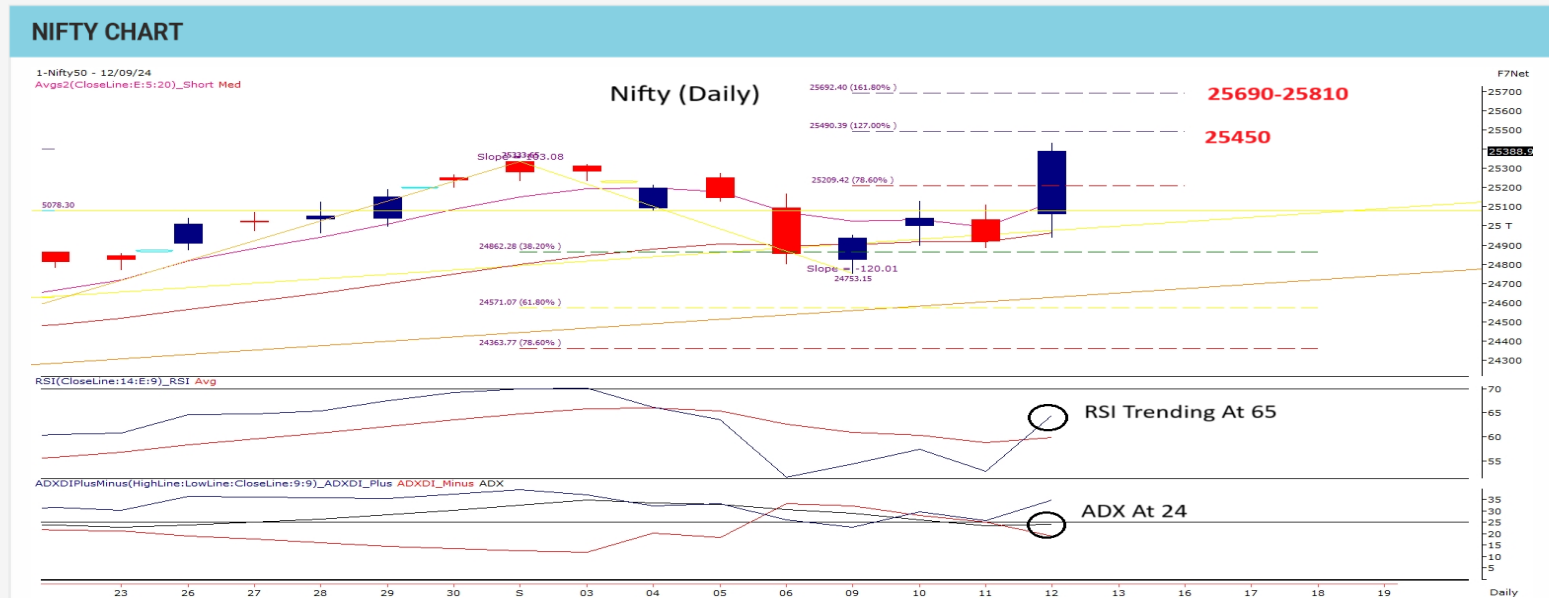 NIFTY CHART
1-Nifty50 - 12/09/24
Avgs2(CloseLine:E:5:20)_Short Med
Nifty (Daily)
F7Net
25692.40 (161.80% )
25690-25810
25490.39 (127.00% )
25450
Slope = 103.08
25209.42 (78.60% )
5078.30
24862.28 (38.20% )
Slope = -120.01
24753.15
24571.07 (61.80% )
24363.77 (78.60% )
25700
25600
25500
25388.9
25300
25200
25100
25 T
24900
24800
24700
24600
24500
24400
24300
RSI(CloseLine:14:E:9)_RSI Avg
RSI Trending At 65
70
65
60
55
ADXDIPlusMinus(HighLine:LowLine:CloseLine:9:9)_ADXDI_Plus ADXDI_Minus ADX
ADX At 24
35
30
25
20
15
10
5
23 26 27 28 29 30 S 03 04 05 06 09 10 11 12 13 16 17 18 19 Daily